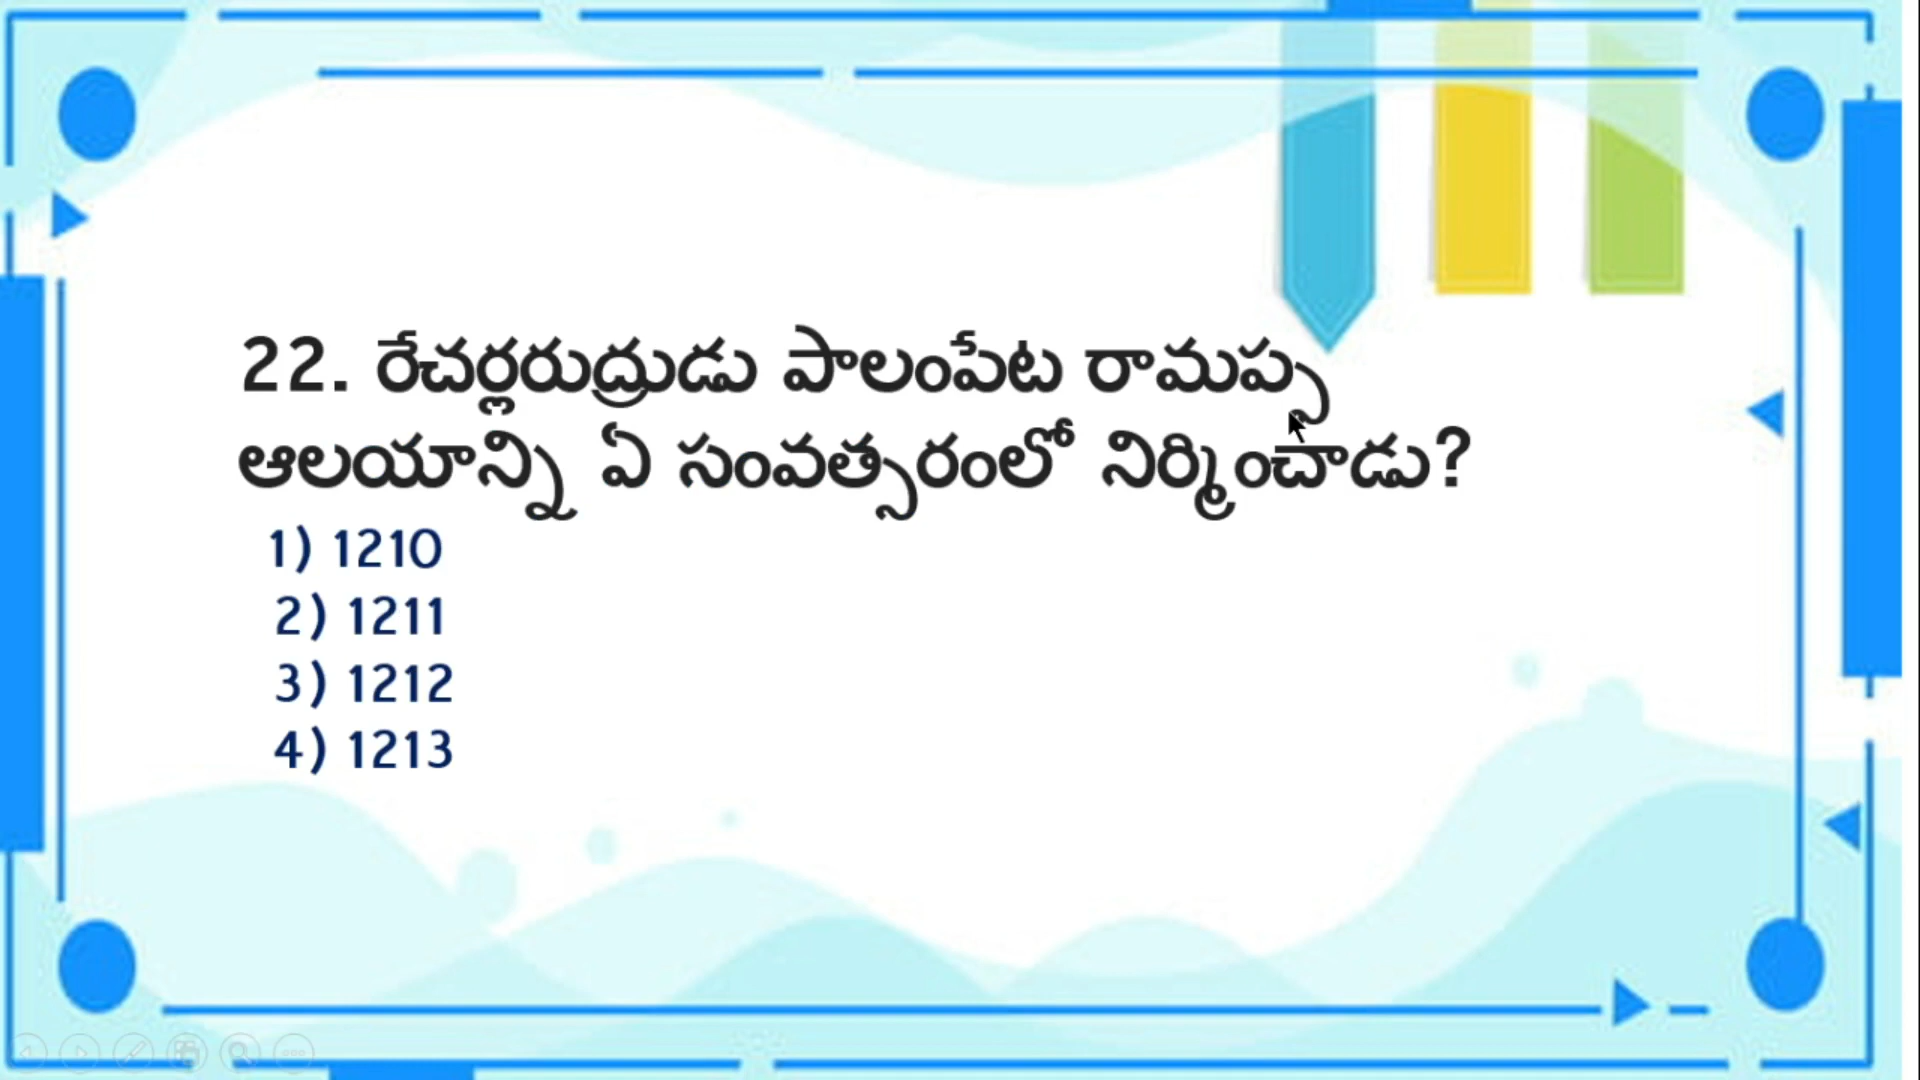 22. రేచర్లరుద్రుడు పాలంపేట రామప్ప
ఆలయాన్ని ఏ సంవత్సరంలో నిర్మించాడు?
1) 1210
2) 1211
3) 1212
4) 1213